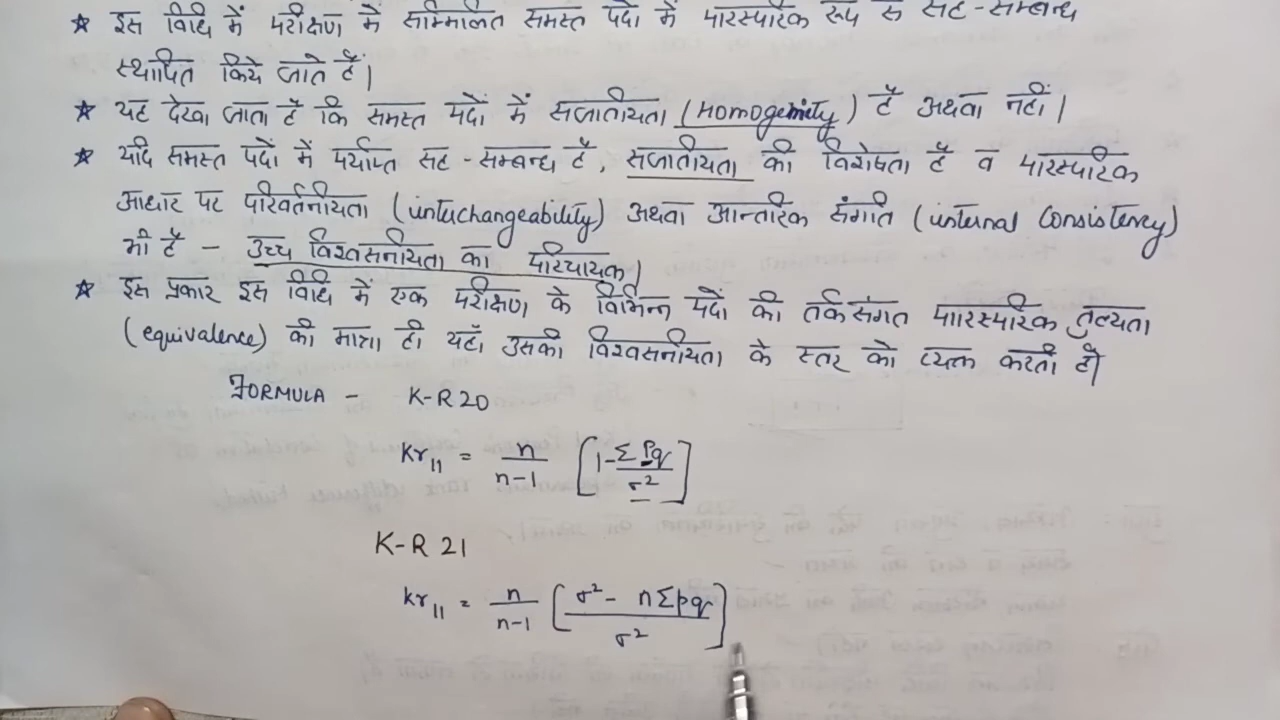 ★ इस विधि में परीक्षण में सम्मिलित समस्त पदों में पारस्परिक रूप से सह-सम्बन्ध
स्थापित किये जाते हैं।
★ यह देखा जाता है कि समस्त पदों में सजातीयता (Homogeneity) है अथवा नहीं।
★ यदि समस्त पदों में पर्याप्त सह-सम्बन्ध है, सजातीयता की विशेषता है व पारस्परिक
आधार पर परिवर्तनीयता (interchangeability) अथवा आन्तरिक संगति (internal consistency)
भी है - उच्च विश्वसनीयता का परिचायक।
★ इस प्रकार इस विधि में एक परीक्षण के विभिन्न पदों की तर्कसंगत पारस्परिक तुल्यता
(equivalence) की मात्रा ही यहाँ उसकी विश्वसनीयता के स्तर को व्यक्त करती है।
FORMULA - K-R 20
Kr₁₁ = n/(n-1) [1 - Σpq/σ²]
K-R 21
Kr₁₁ = n/(n-1) [(σ² - nΣpq)/σ²]